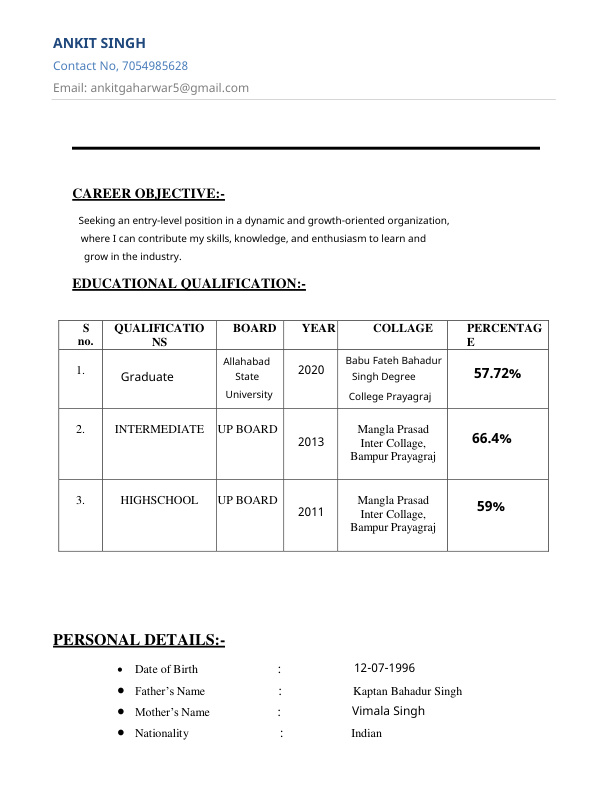 ANKIT SINGH
Contact No, 7054985628
Email: ankitgaharwar5@gmail.com
CAREER OBJECTIVE:-
Seeking an entry-level position in a dynamic and growth-oriented organization,
where I can contribute my skills, knowledge, and enthusiasm to learn and
grow in the industry.
EDUCATIONAL QUALIFICATION:-
S no. QUALIFICATIO NS BOARD YEAR COLLAGE PERCENTAG E
1. Graduate Allahabad State University 2020 Babu Fateh Bahadur Singh Degree College Prayagraj 57.72%
2. INTERMEDIATE UP BOARD 2013 Mangla Prasad Inter Collage, Bampur Prayagraj 66.4%
3. HIGHSCHOOL UP BOARD 2011 Mangla Prasad Inter Collage, Bampur Prayagraj 59%
PERSONAL DETAILS:-
• Date of Birth : 12-07-1996
• Father’s Name : Kaptan Bahadur Singh
• Mother’s Name : Vimala Singh
• Nationality : Indian